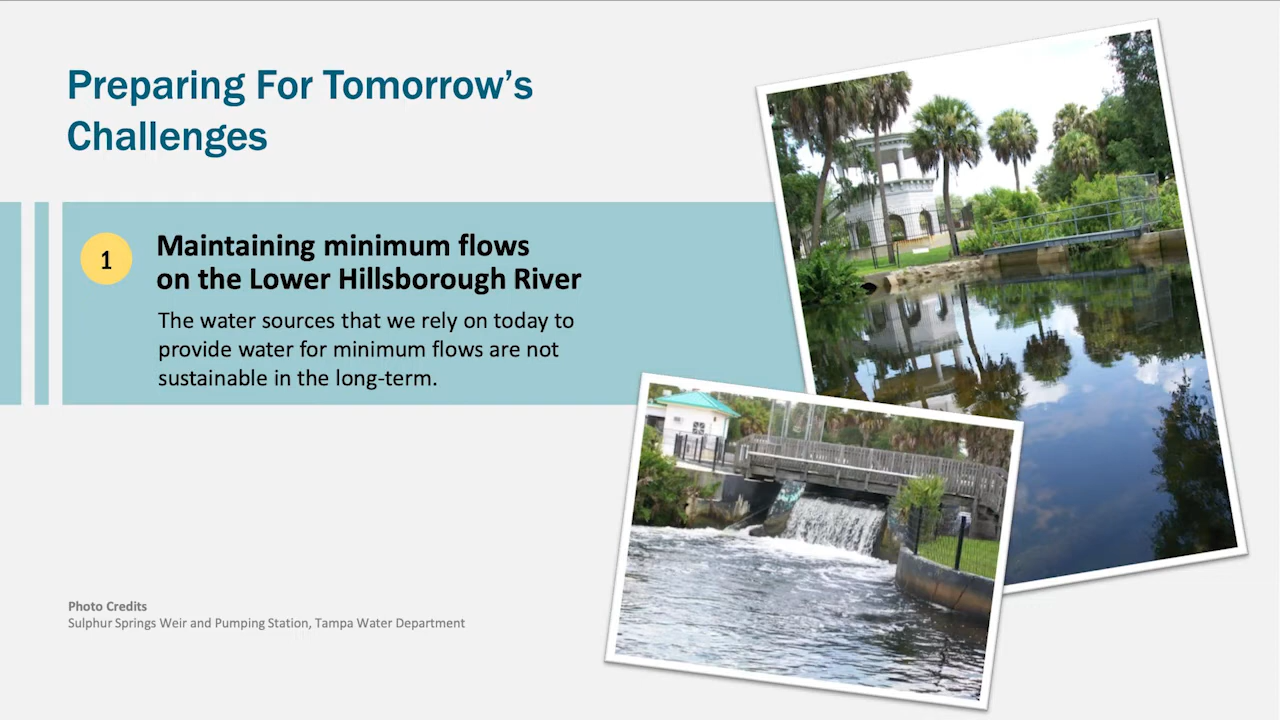 Preparing For Tomorrow’s
Challenges
1
Maintaining minimum flows
on the Lower Hillsborough River
The water sources that we rely on today to
provide water for minimum flows are not
sustainable in the long-term.
Photo Credits
Sulphur Springs Weir and Pumping Station, Tampa Water Department